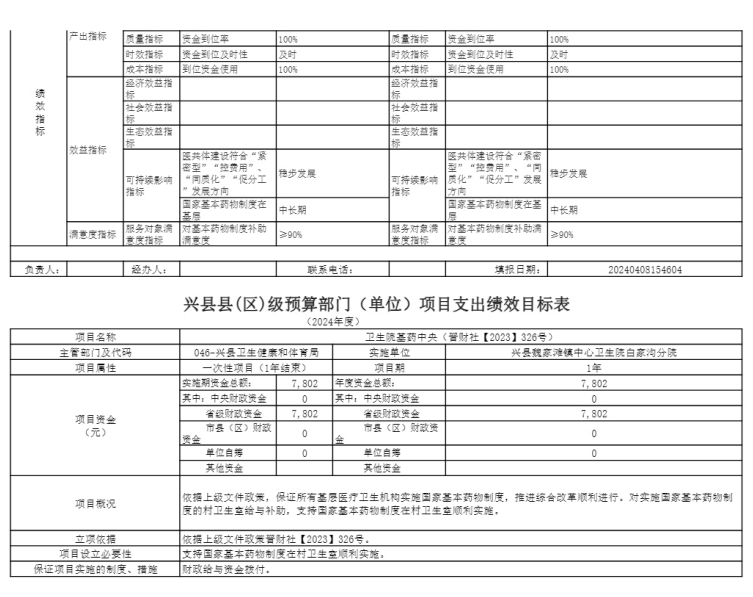 绩效指标
产出指标 质量指标 资金到位率 100% 质量指标 资金到位率 100%
时效指标 资金到位及时性 及时 时效指标 资金到位及时性 及时
成本指标 到位资金使用 100% 成本指标 到位资金使用 100%
效益指标
经济效益指标 经济效益指标
社会效益指标 社会效益指标
生态效益指标 生态效益指标
可持续影响指标 医共体建设符合“紧密型”“控费用”、“同质化”“促分工”发展方向 稳步发展 可持续影响指标 医共体建设符合“紧密型”“控费用”、“同质化”“促分工”发展方向 稳步发展
国家基本药物制度在基层 中长期 国家基本药物制度在基层 中长期
满意度指标 服务对象满意度指标 对基本药物制度补助满意度 ≥90% 服务对象满意度指标 对基本药物制度补助满意度 ≥90%
负责人: 经办人: 联系电话: 填报日期: 20240408154604
兴县县(区)级预算部门（单位）项目支出绩效目标表
（2024年度）
项目名称 卫生院基药中央（晋财社【2023】326号）
主管部门及代码 046-兴县卫生健康和体育局 实施单位 兴县魏家滩镇中心卫生院白家沟分院
项目属性 一次性项目（1年结束） 项目期 1年
项目资金（元）
实施期资金总额: 7,802 年度资金总额: 7,802
其中: 中央财政资金 0 其中: 中央财政资金 0
省级财政资金 7,802 省级财政资金 7,802
市县（区）财政资金 0 市县（区）财政资金 0
单位自筹 0 单位自筹 0
其他资金 其他资金
项目概况 依据上级文件政策, 保证所有基层医疗卫生机构实施国家基本药物制度, 推进综合改革顺利进行。对实施国家基本药物制
度的村卫生室给与补助, 支持国家基本药物制度在村卫生室顺利实施。
立项依据 依据上级文件政策晋财社【2023】326号。
项目设立必要性 支持国家基本药物制度在村卫生室顺利实施。
保证项目实施的制度、措施 财政给与资金拨付。